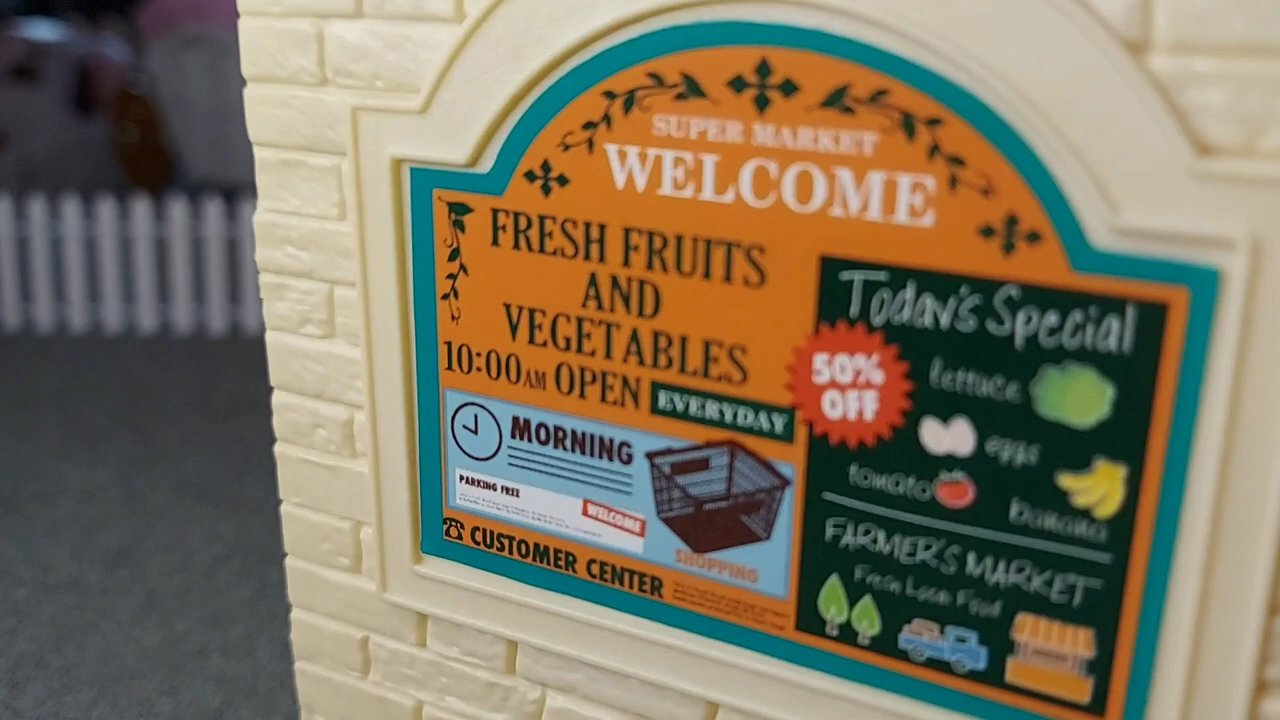 SUPER MARKET
WELCOME
FRESH FRUITS
AND
VEGETABLES
10:00AM OPEN EVERYDAY
MORNING
PARKING FREE
WELCOME
SHOPPING
CUSTOMER CENTER
Today's Special
50%
OFF
lettuce
eggs
tomato
banana
FARMER'S MARKET
Fresh Local Food